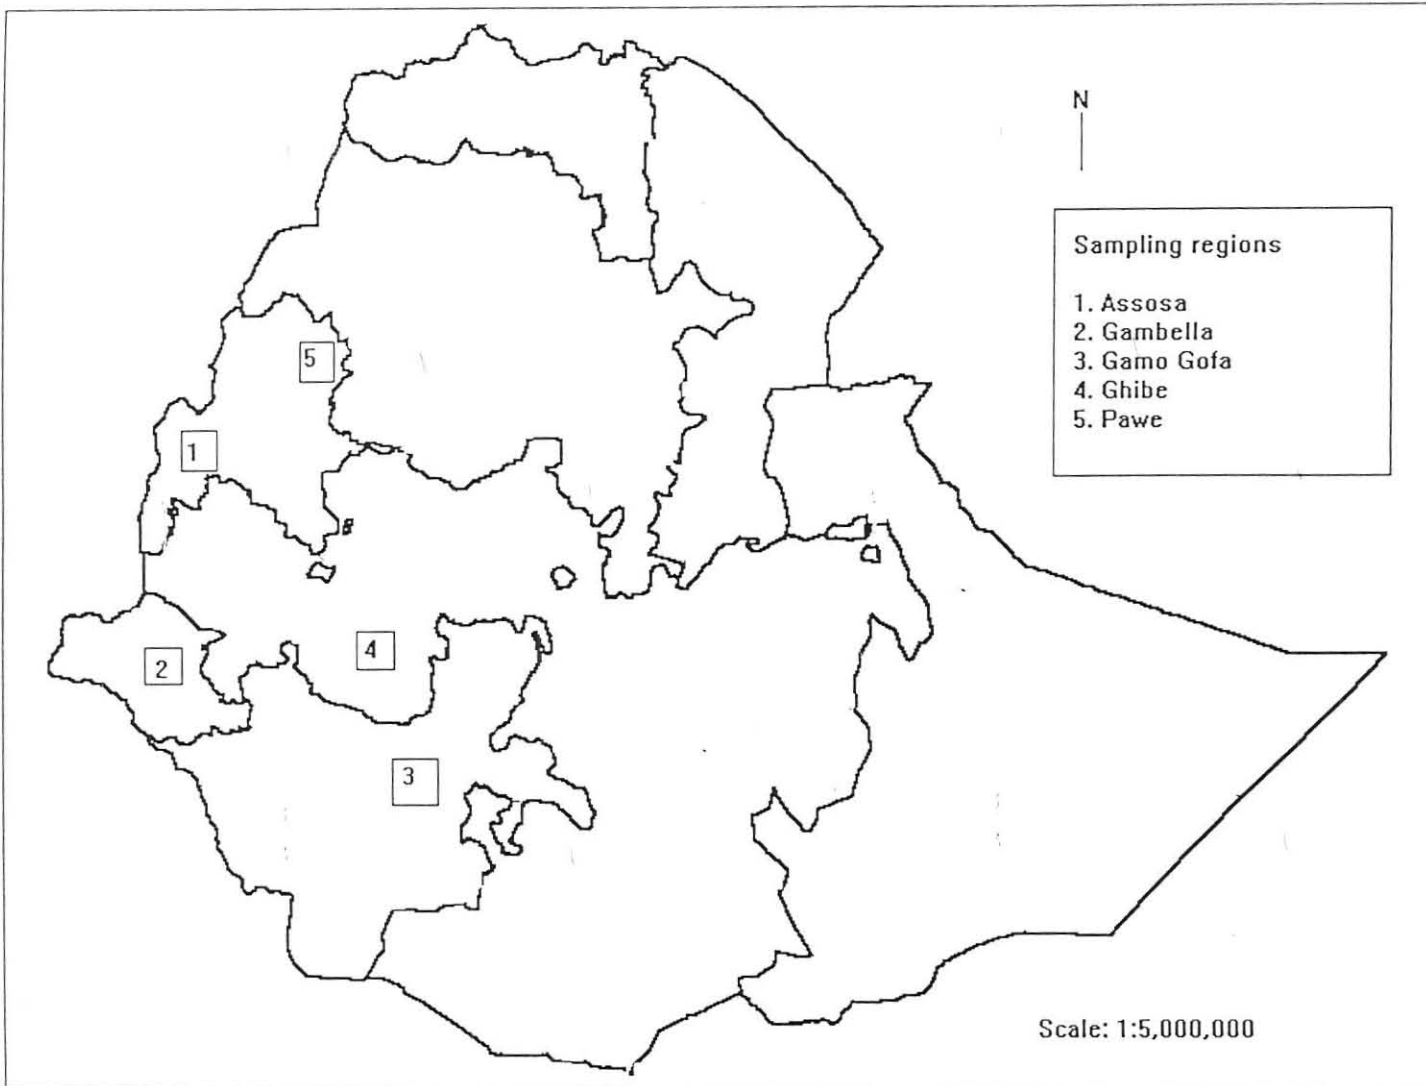 N
Sampling regions
1. Assosa
2. Gambella
3. Gamo Gofa
4. Ghibe
5. Pawe
5
1
4
2
3
Scale: 1:5,000,000